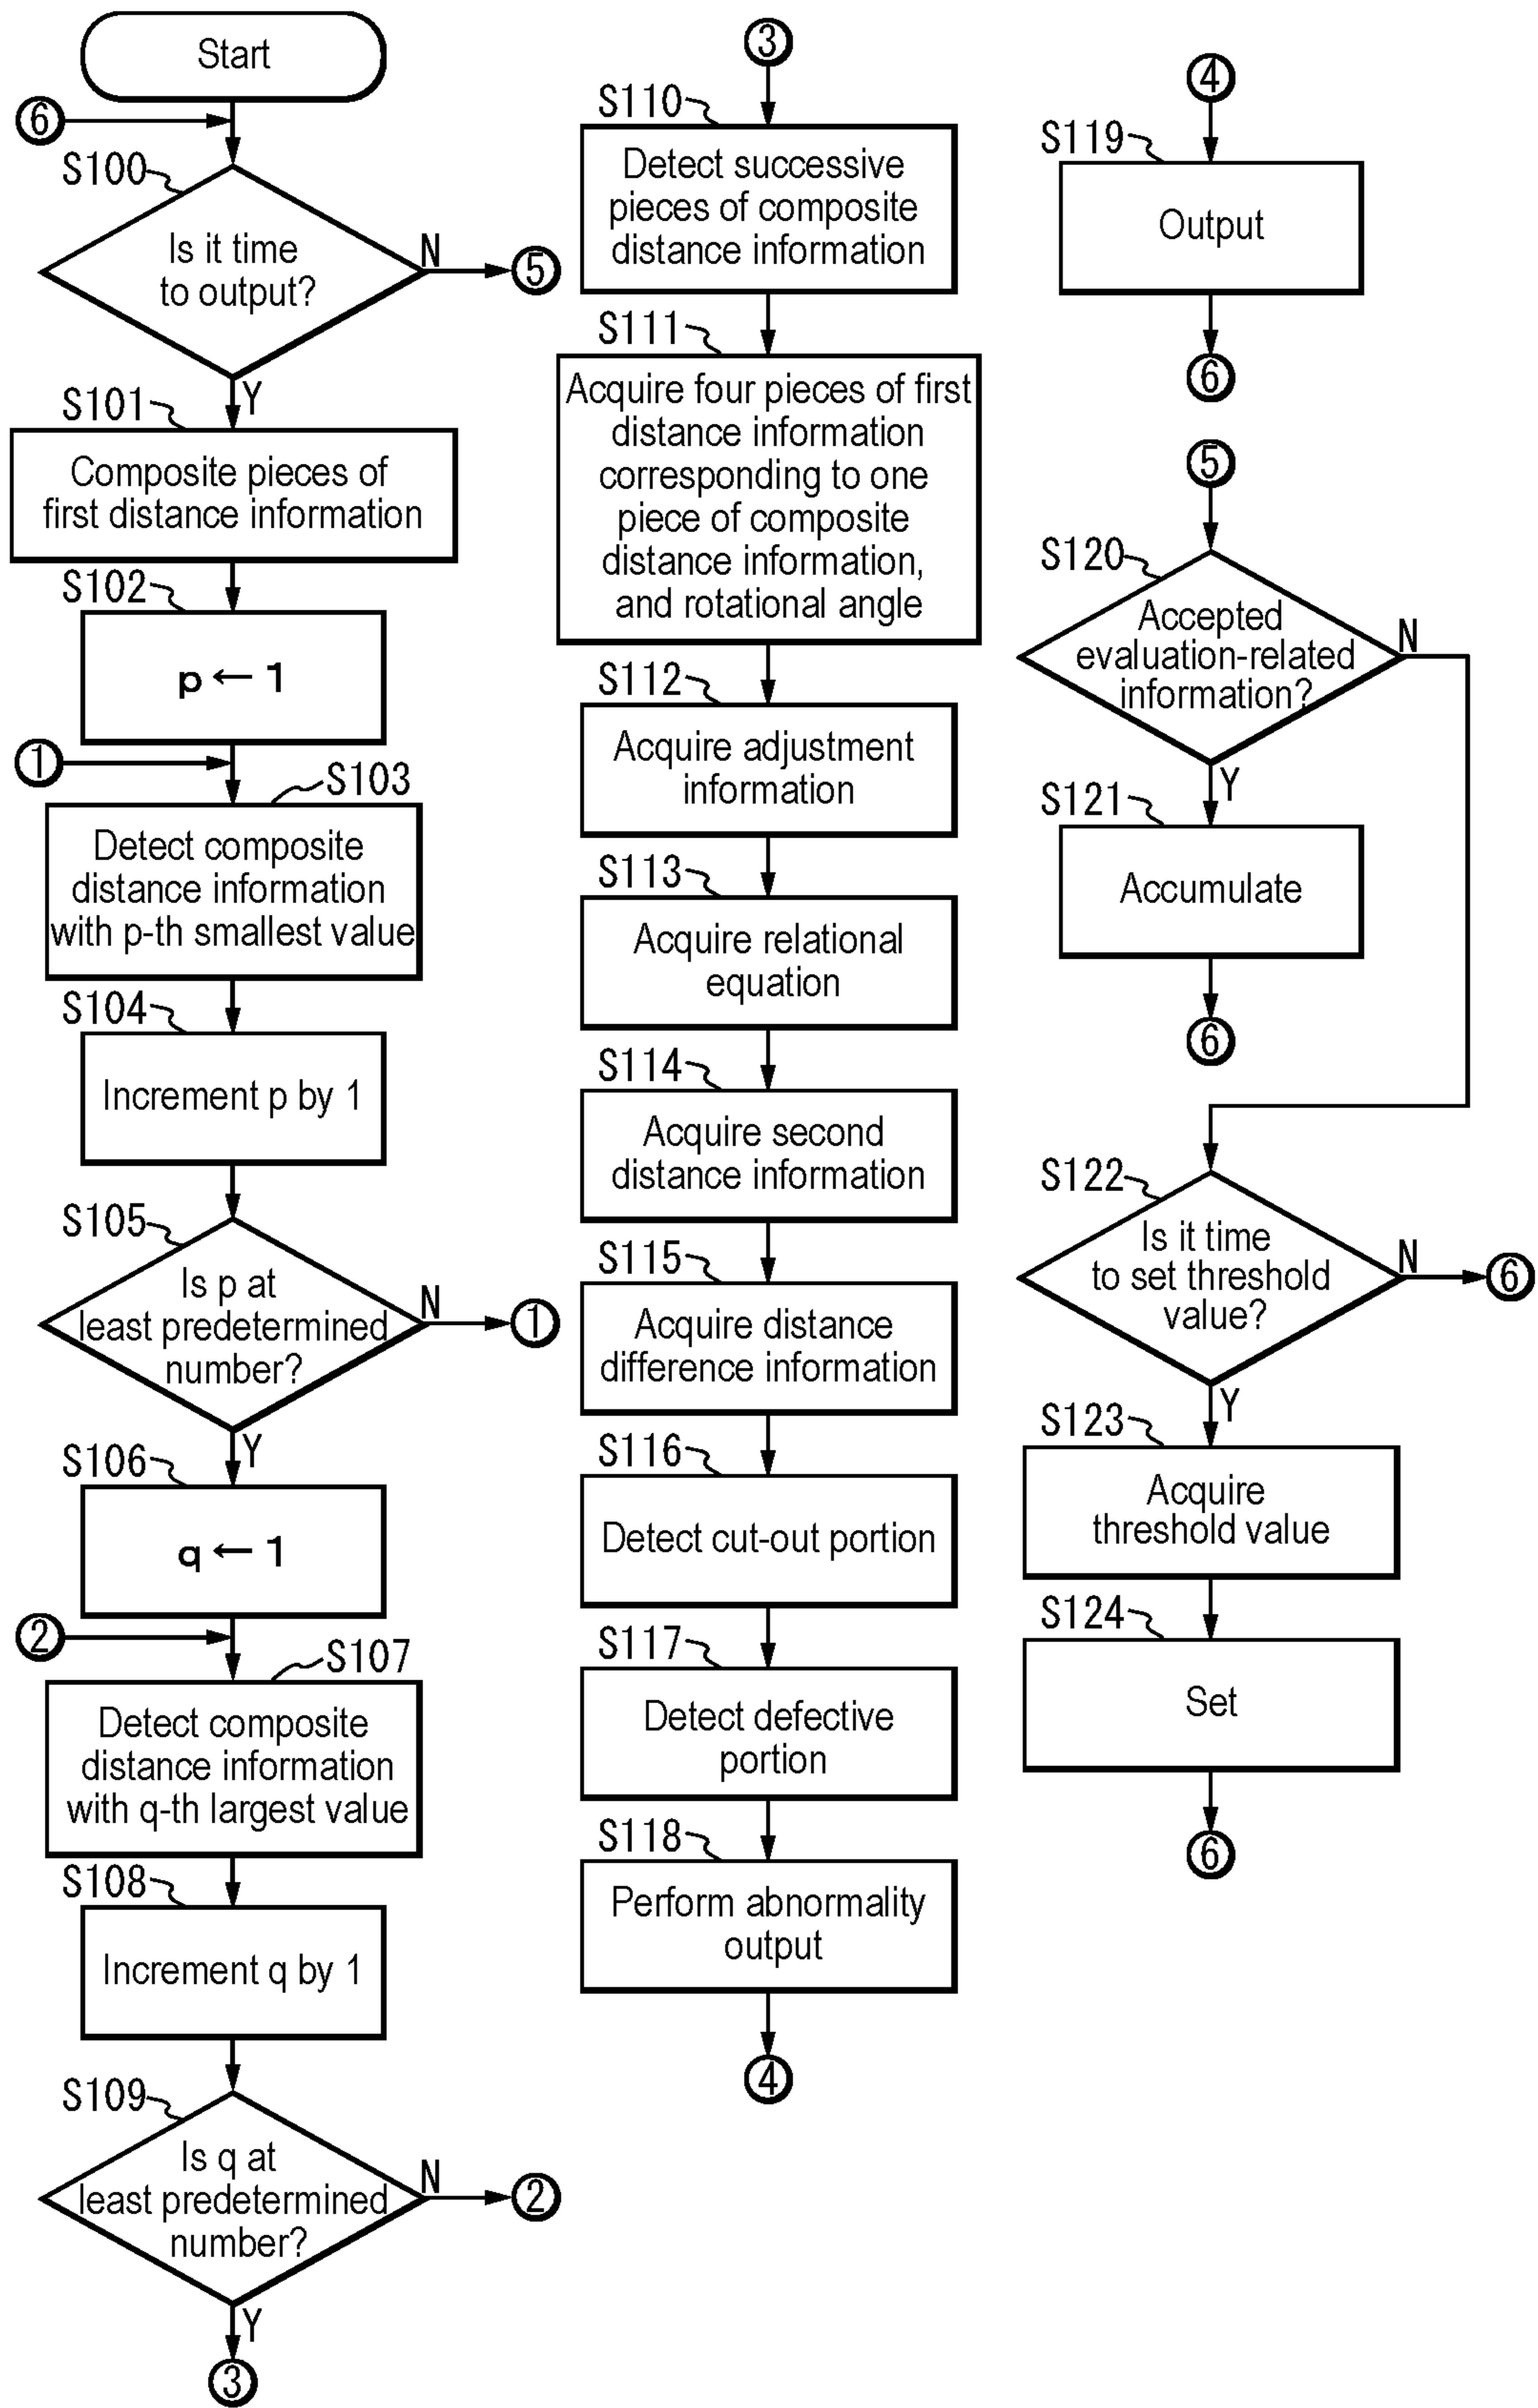 Start
6
S100
Is it time
to output?
N
5
Y
S101
Composite pieces of
first distance information
S102
p ← 1
1
S103
Detect composite
distance information
with p-th smallest value
S104
Increment p by 1
S105
Is p at
least predetermined
number?
N
1
Y
S106
q ← 1
2
S107
Detect composite
distance information
with q-th largest value
S108
Increment q by 1
S109
Is q at
least predetermined
number?
N
2
Y
3
3
S110
Detect successive
pieces of composite
distance information
S111
Acquire four pieces of first
distance information
corresponding to one
piece of composite
distance information,
and rotational angle
S112
Acquire adjustment
information
S113
Acquire relational
equation
S114
Acquire second
distance information
S115
Acquire distance
difference information
S116
Detect cut-out portion
S117
Detect defective
portion
S118
Perform abnormality
output
4
4
S119
Output
6
5
S120
Accepted
evaluation-related
information?
N
Y
S121
Accumulate
6
S122
Is it time
to set threshold
value?
N
6
Y
S123
Acquire
threshold value
S124
Set
6